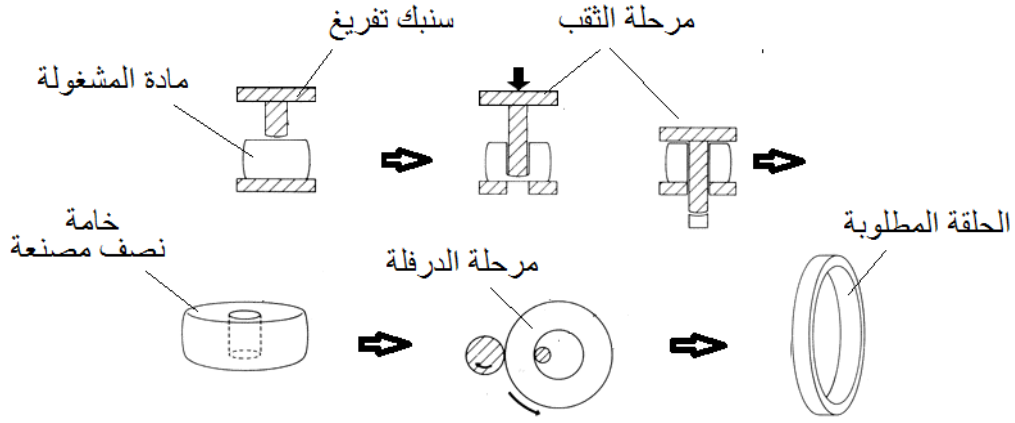 مرحلة الثقب
سنبك تفريغ
مادة المشغولة
خامة
نصف مصنعة
مرحلة الدرفلة
الحلقة المطلوبة